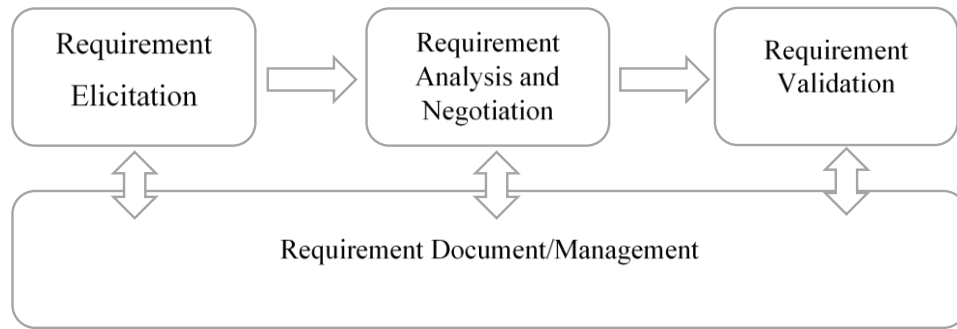 Requirement
Elicitation
Requirement
Analysis and
Negotiation
Requirement
Validation
Requirement Document/Management